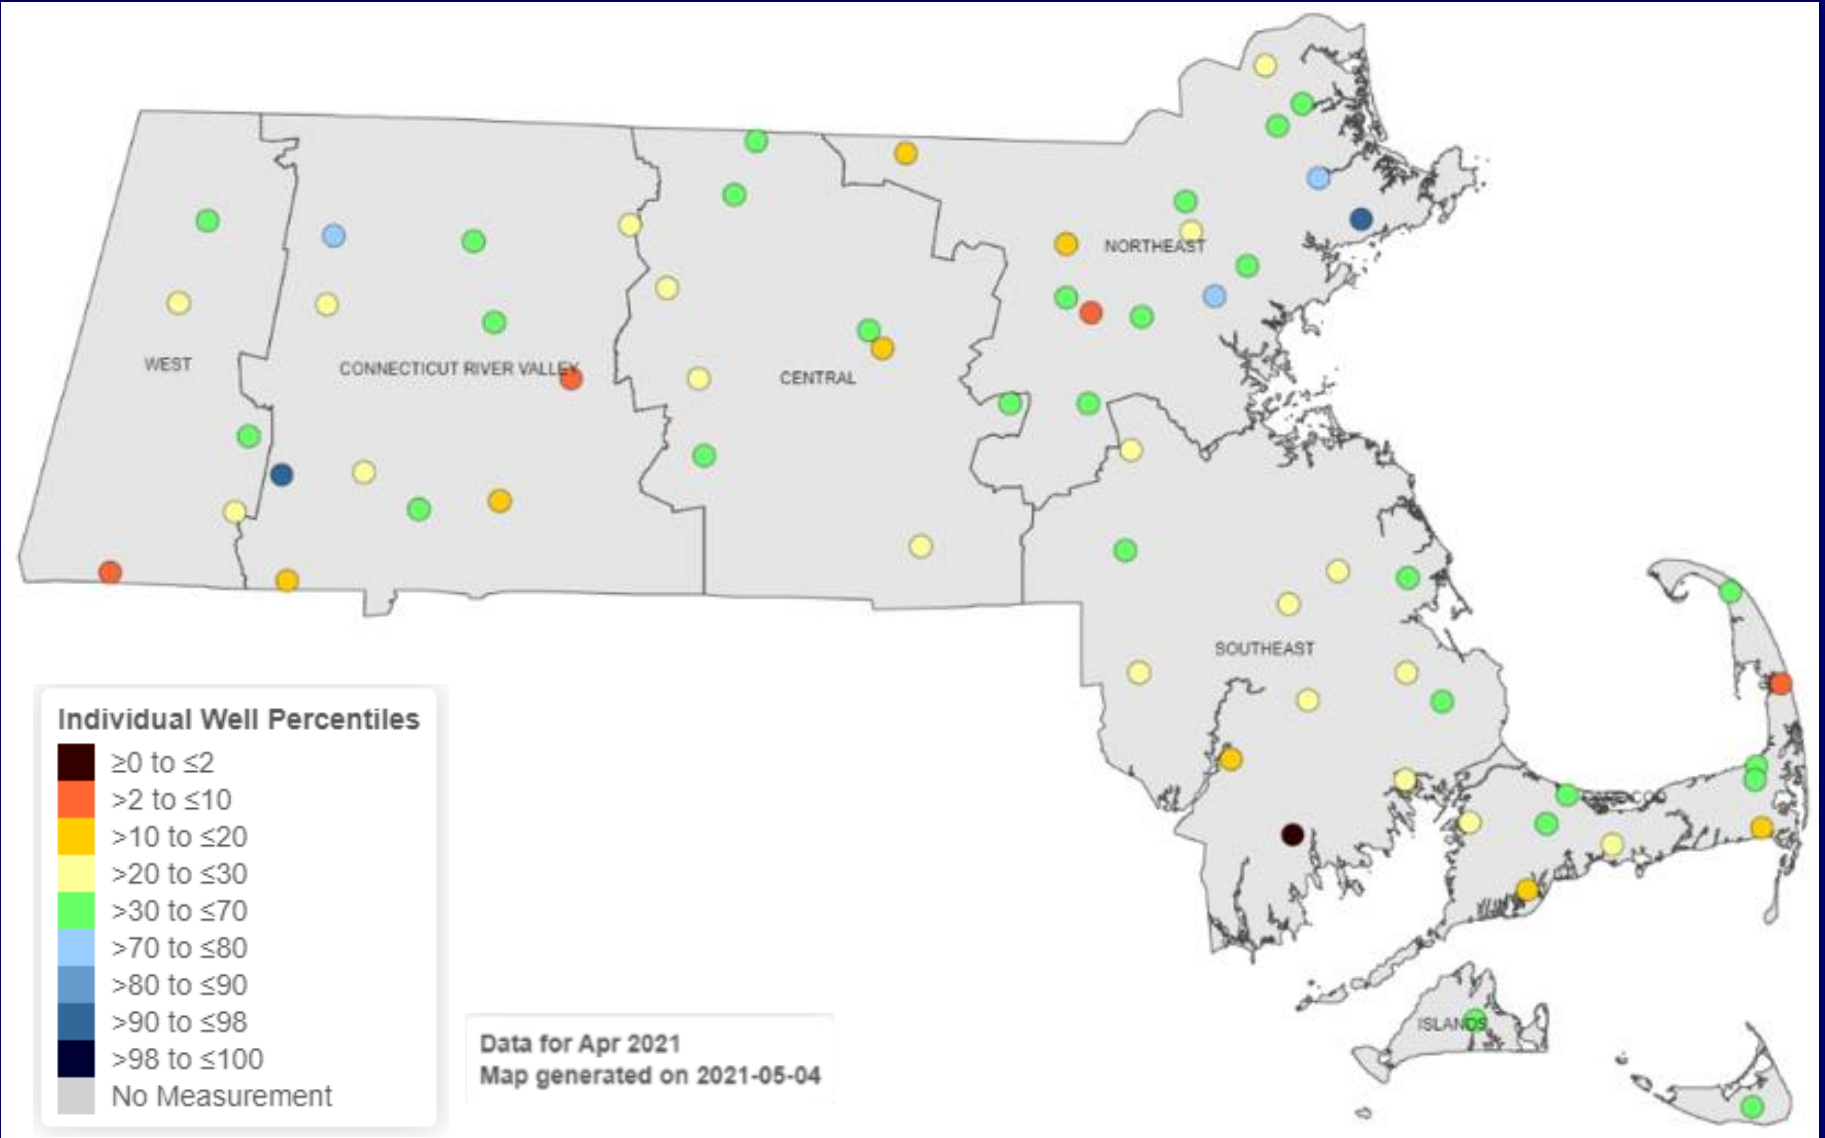 NORTHEAST
WEST
CONNECTICUT RIVER VALLEY
CENTRAL
SOUTHEAST
ISLANDS
Individual Well Percentiles
≥0 to ≤2
>2 to ≤10
>10 to ≤20
>20 to ≤30
>30 to ≤70
>70 to ≤80
>80 to ≤90
>90 to ≤98
>98 to ≤100
No Measurement
Data for Apr 2021
Map generated on 2021-05-04